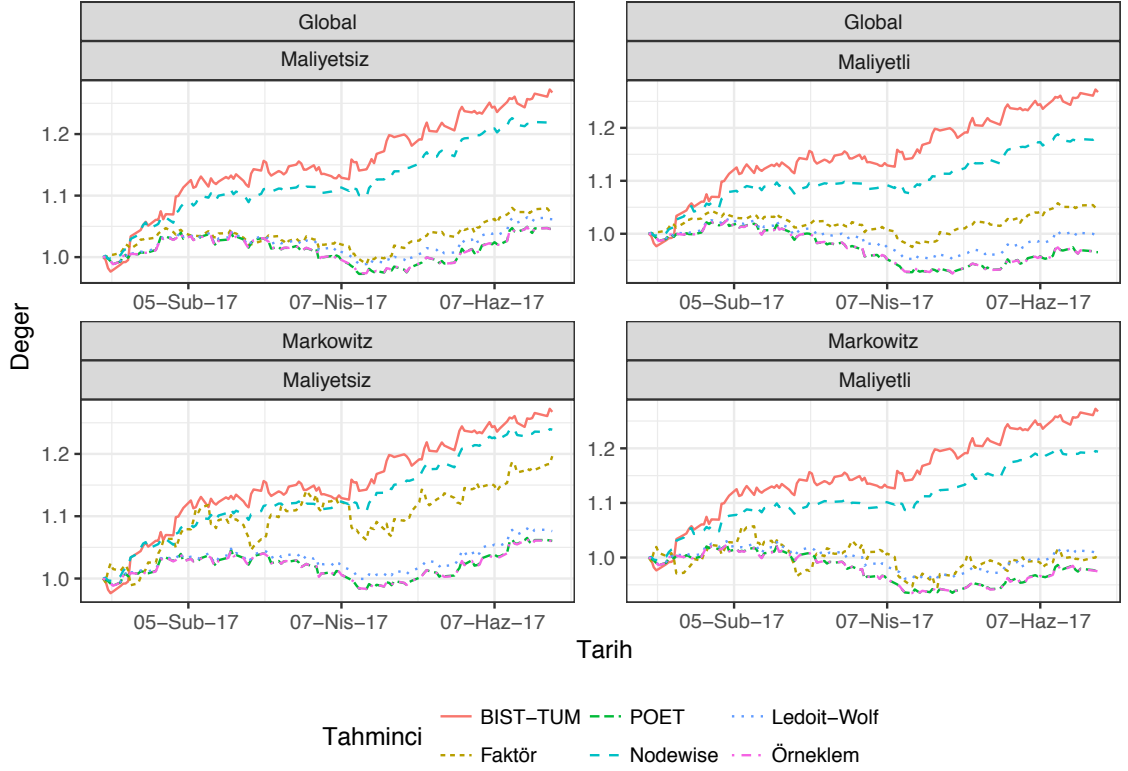 Global
Maliyetsiz
1.2
1.1
1.0
05−Sub−17 07−Nis−17 07−Haz−17
Global
Maliyetli
1.2
1.1
1.0
05−Sub−17 07−Nis−17 07−Haz−17
Deger
Markowitz
Maliyetsiz
1.2
1.1
1.0
05−Sub−17 07−Nis−17 07−Haz−17
Markowitz
Maliyetli
1.2
1.1
1.0
05−Sub−17 07−Nis−17 07−Haz−17
Tarih
Tahminci
BIST−TUM POET Ledoit−Wolf
Faktör Nodewise Örneklem